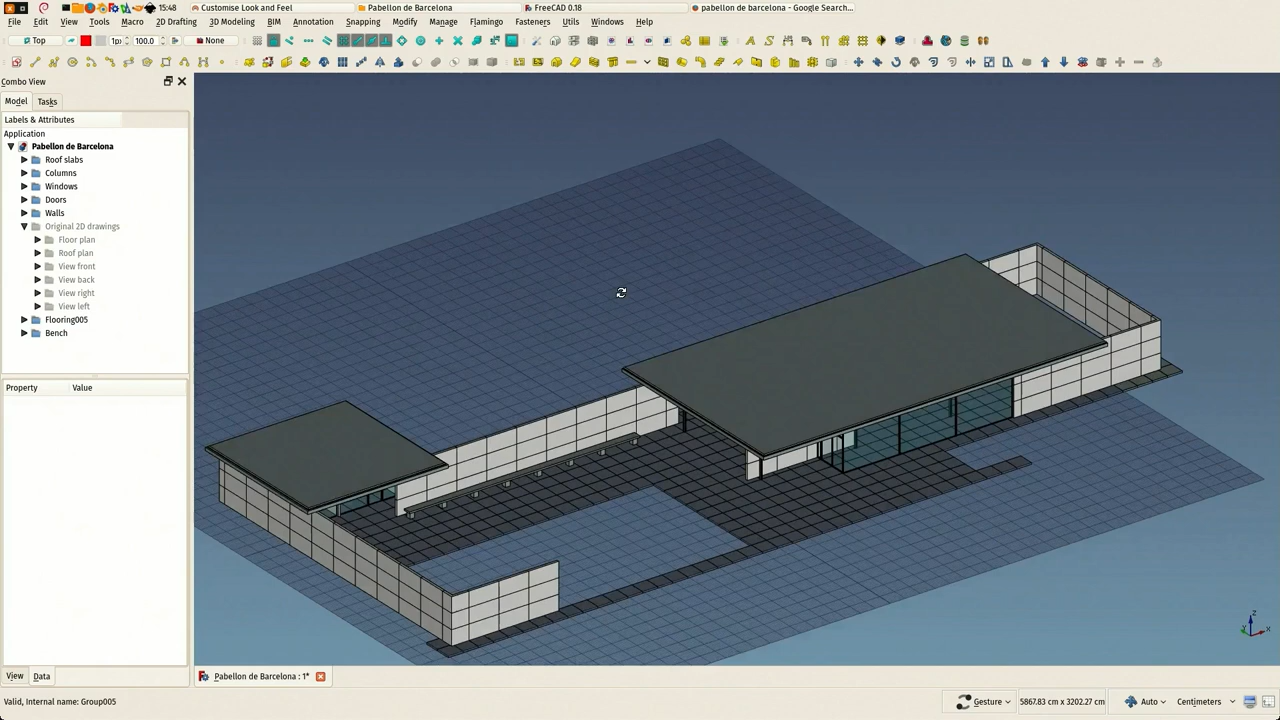 15:48
Customise Look and Feel
Pabellon de Barcelona
FreeCAD 0.18
pabellon de barcelona - Google Search...
File Edit View Tools Macro 2D Drafting 3D Modeling BIM Annotation Snapping Modify Manage Flamingo Fasteners Utils Windows Help
Top 1px 100.0 None
Combo View
Model Tasks
Labels & Attributes
Application
Pabellon de Barcelona
Roof slabs
Columns
Windows
Doors
Walls
Original 2D drawings
Floor plan
Roof plan
View front
View back
View right
View left
Flooring005
Bench
Property Value
Z
Y X
View Data
Pabellon de Barcelona : 1*
Valid, Internal name: Group005
Gesture 5867.83 cm x 3202.27 cm Auto Centimeters